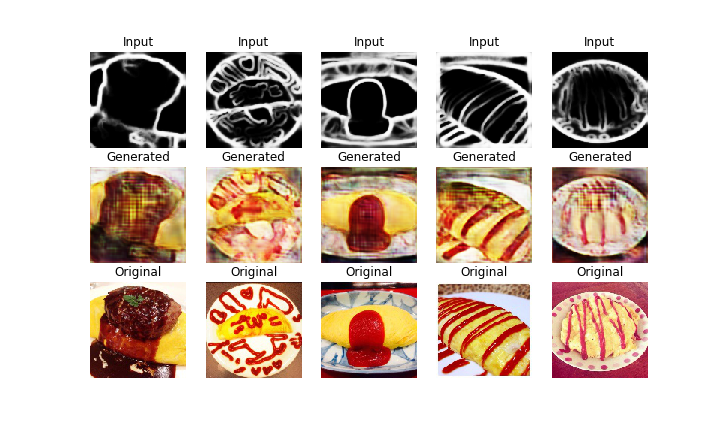 Input Input Input Input Input
Generated Generated Generated Generated Generated
Original Original Original Original Original